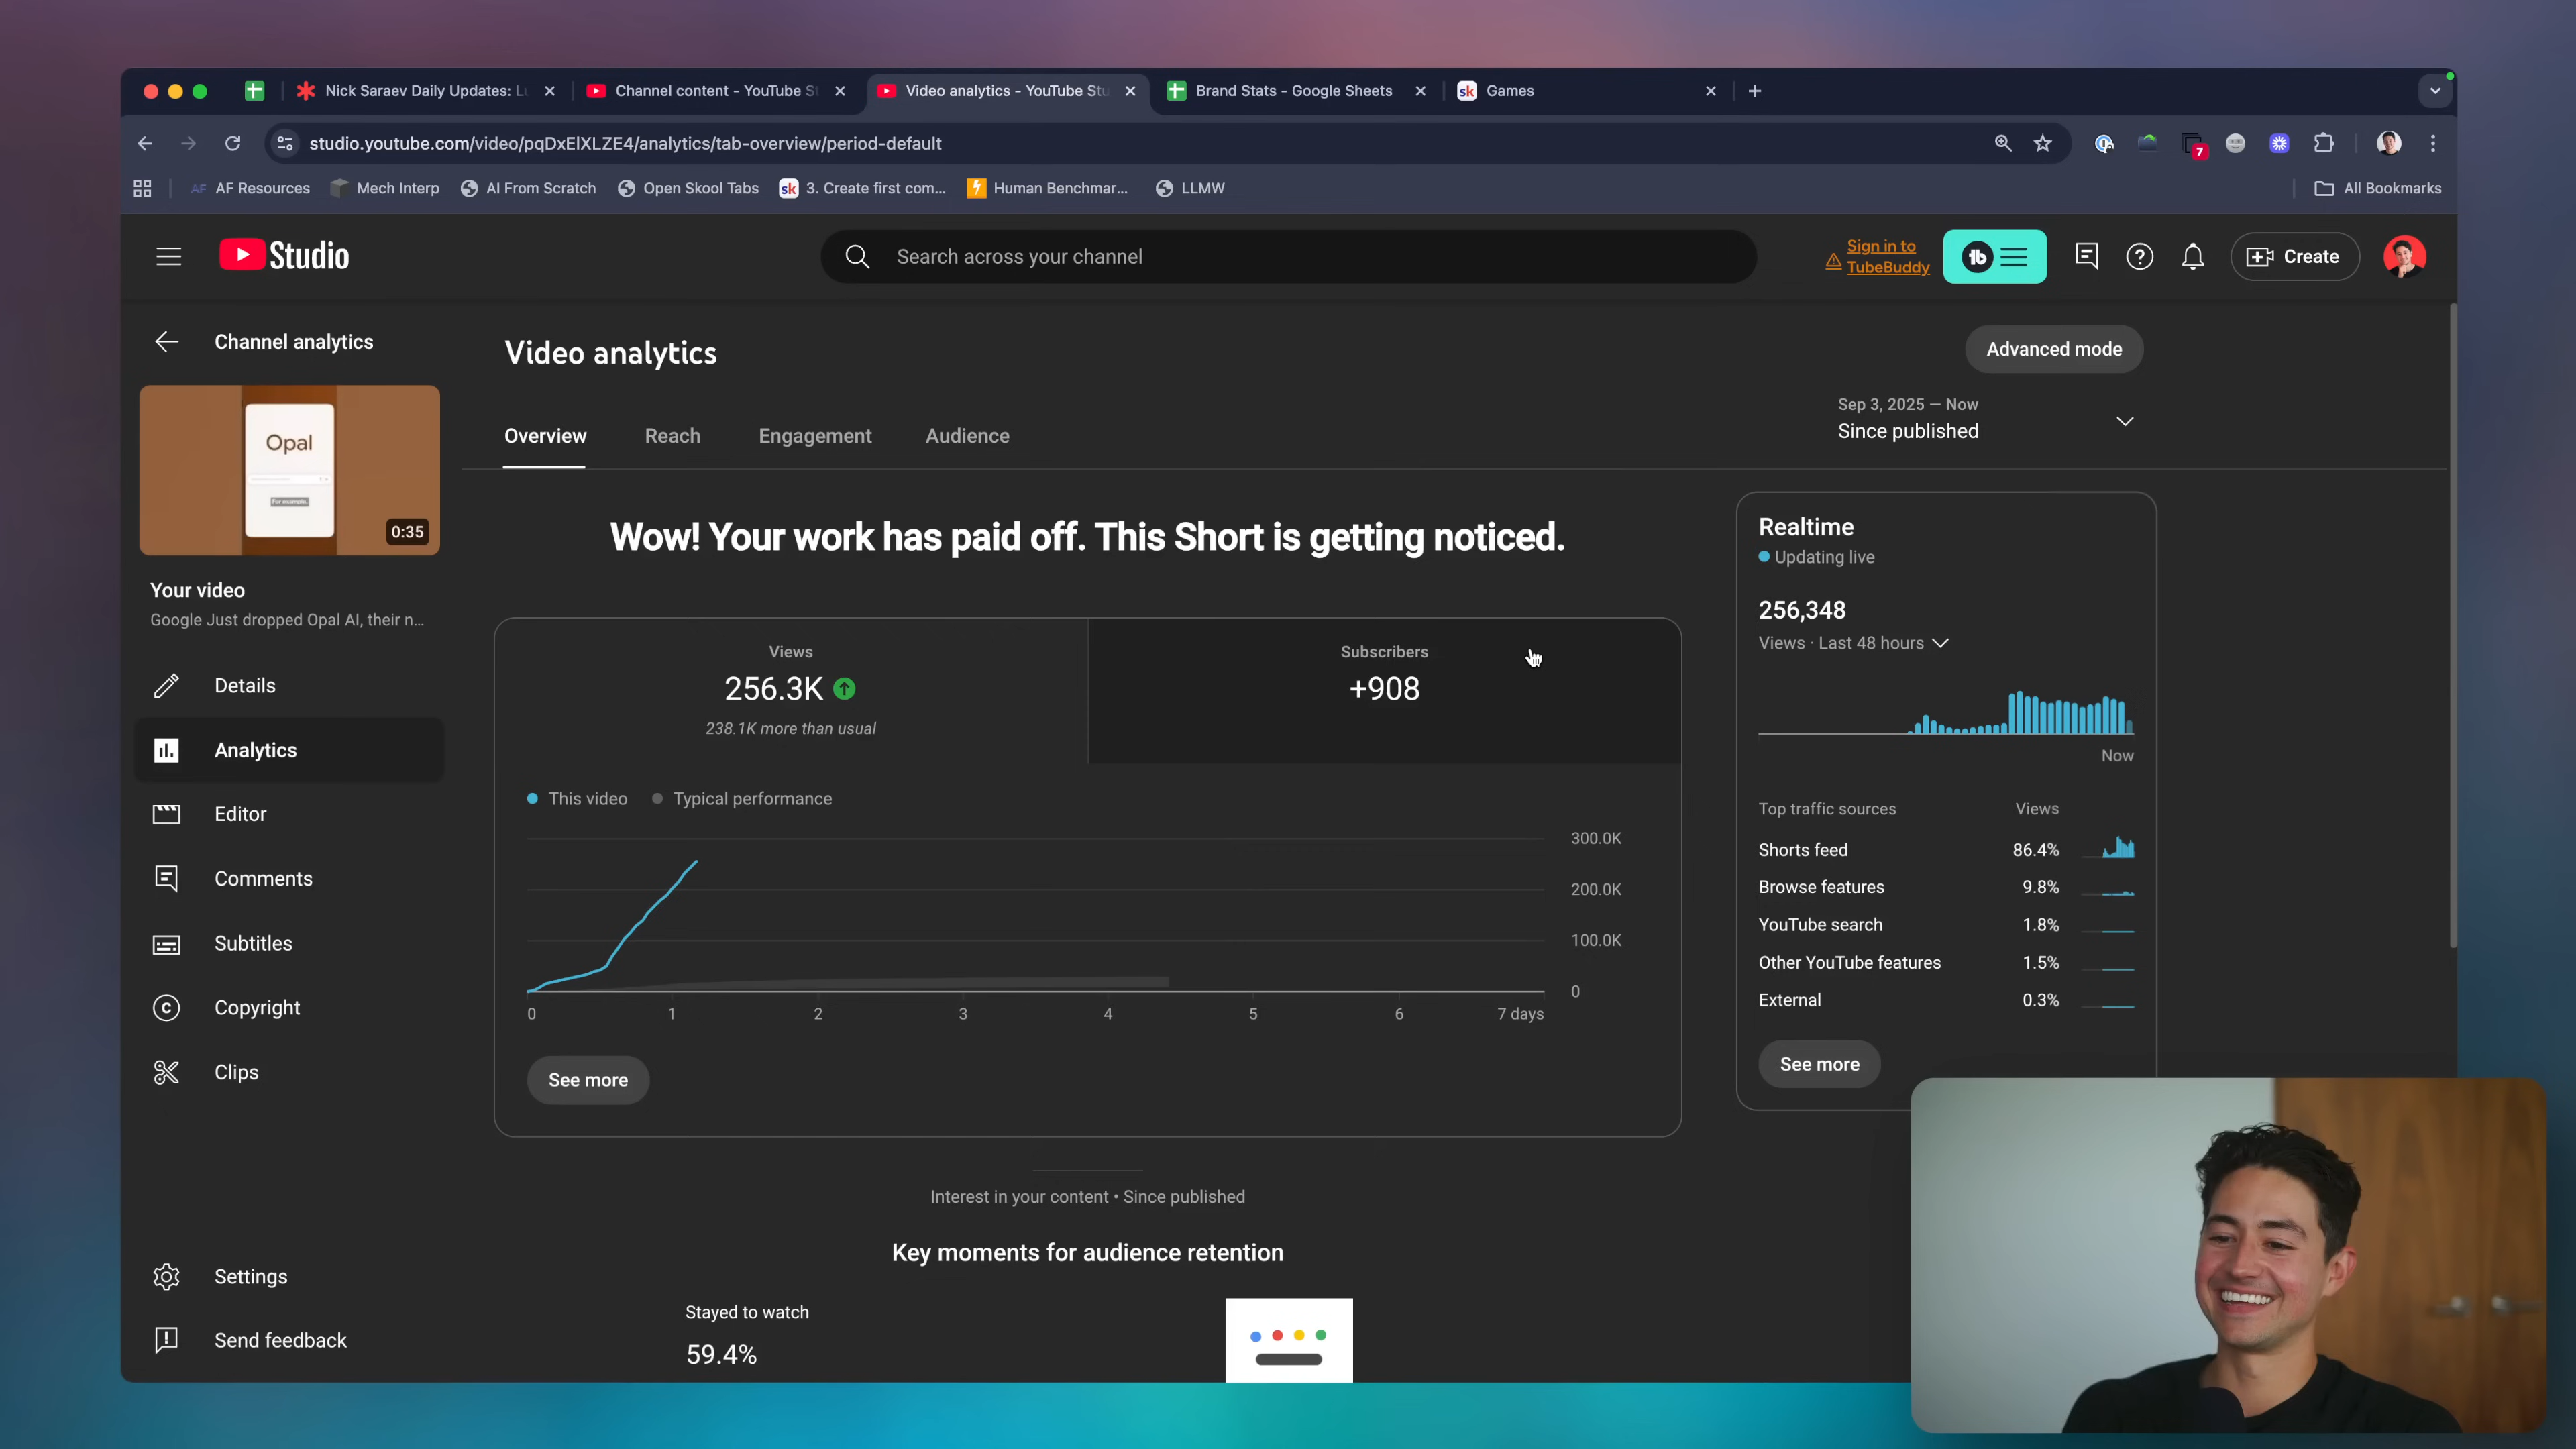 Nick Saraev Daily Updates: L
Channel content - YouTube S
Video analytics - YouTube Stu
Brand Stats - Google Sheets
sk Games
studio.youtube.com/video/pqDxElXLZE4/analytics/tab-overview/period-default
7
AF AF Resources
Mech Interp
AI From Scratch
Open Skool Tabs
sk 3. Create first com...
Human Benchmar...
LLMW
All Bookmarks
Studio
Search across your channel
Sign in to
TubeBuddy
tb
Create
Channel analytics
Opal
For example,
0:35
Your video
Google Just dropped Opal AI, their n...
Details
Analytics
Editor
Comments
Subtitles
Copyright
Clips
Settings
Send feedback
Video analytics
Advanced mode
Overview
Reach
Engagement
Audience
Sep 3, 2025 – Now
Since published
Wow! Your work has paid off. This Short is getting noticed.
Views
256.3K
238.1K more than usual
Subscribers
+908
This video
Typical performance
300.0K
200.0K
100.0K
0
0 1 2 3 4 5 6 7 days
See more
Interest in your content • Since published
Key moments for audience retention
Stayed to watch
59.4%
Realtime
Updating live
256,348
Views · Last 48 hours
Now
Top traffic sources Views
Shorts feed 86.4%
Browse features 9.8%
YouTube search 1.8%
Other YouTube features 1.5%
External 0.3%
See more